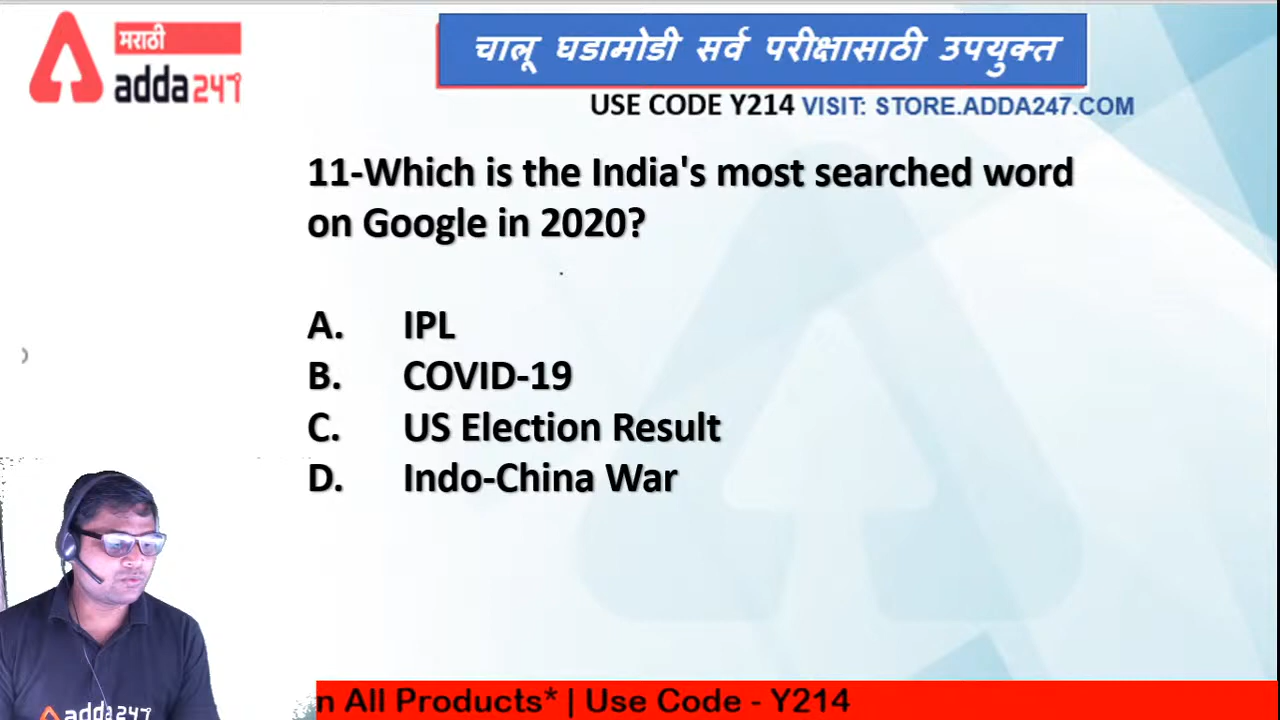 मराठी
adda247
चालू घडामोडी सर्व परीक्षासाठी उपयुक्त
USE CODE Y214 VISIT: STORE.ADDA247.COM
11-Which is the India's most searched word
on Google in 2020?
A. IPL
B. COVID-19
C. US Election Result
D. Indo-China War
adda247
n All Products* | Use Code - Y214